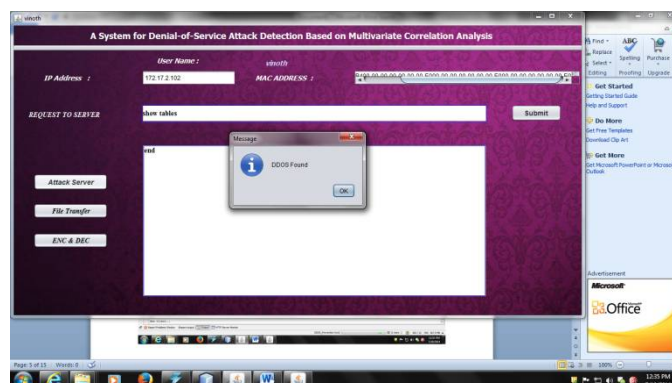 vinoth
A System for Denial-of-Service Attack Detection Based on Multivariate Correlation Analysis
User Name :
vinoth
IP Address :
172.17.2.102
MAC ADDRESS :
REQUEST TO SERVER
show tables
Submit
Message
end
DDOS Found
OK
Attack Server
File Transfer
ENC & DEC
Find
ABC
Replace
Select
Spelling
Purchase
Editing
Proofing
Upgrade
Get Started
Getting Started Guide
Help and Support
Do More
Get Free Templates
Download Clip Art
Get More
Get Microsoft PowerPoint or Microsoft
Outlook
Advertisement
Microsoft
Office
Page: 5 of 15
Words: 0
100%
12:35 PM